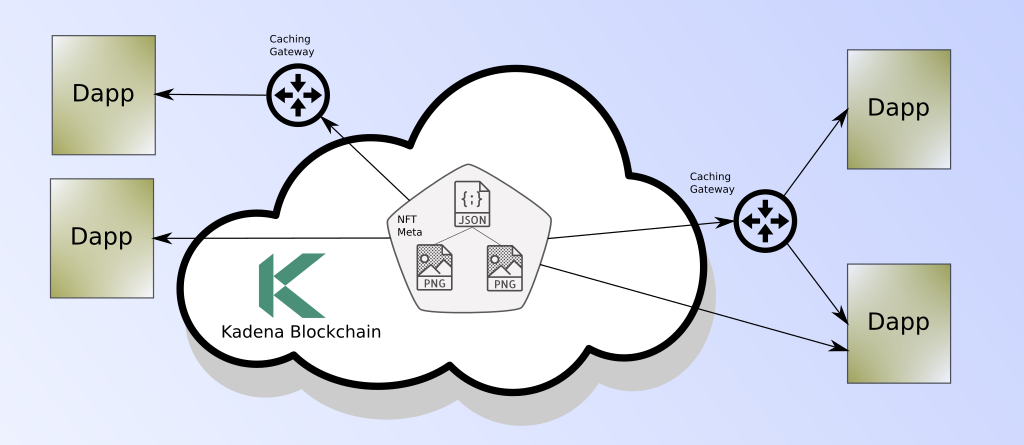 Caching
Gateway
Dapp
Dapp
Caching
Gateway
JSON
NFT
Meta
{;}
PNG
PNG
Dapp
Kadena Blockchain
Dapp